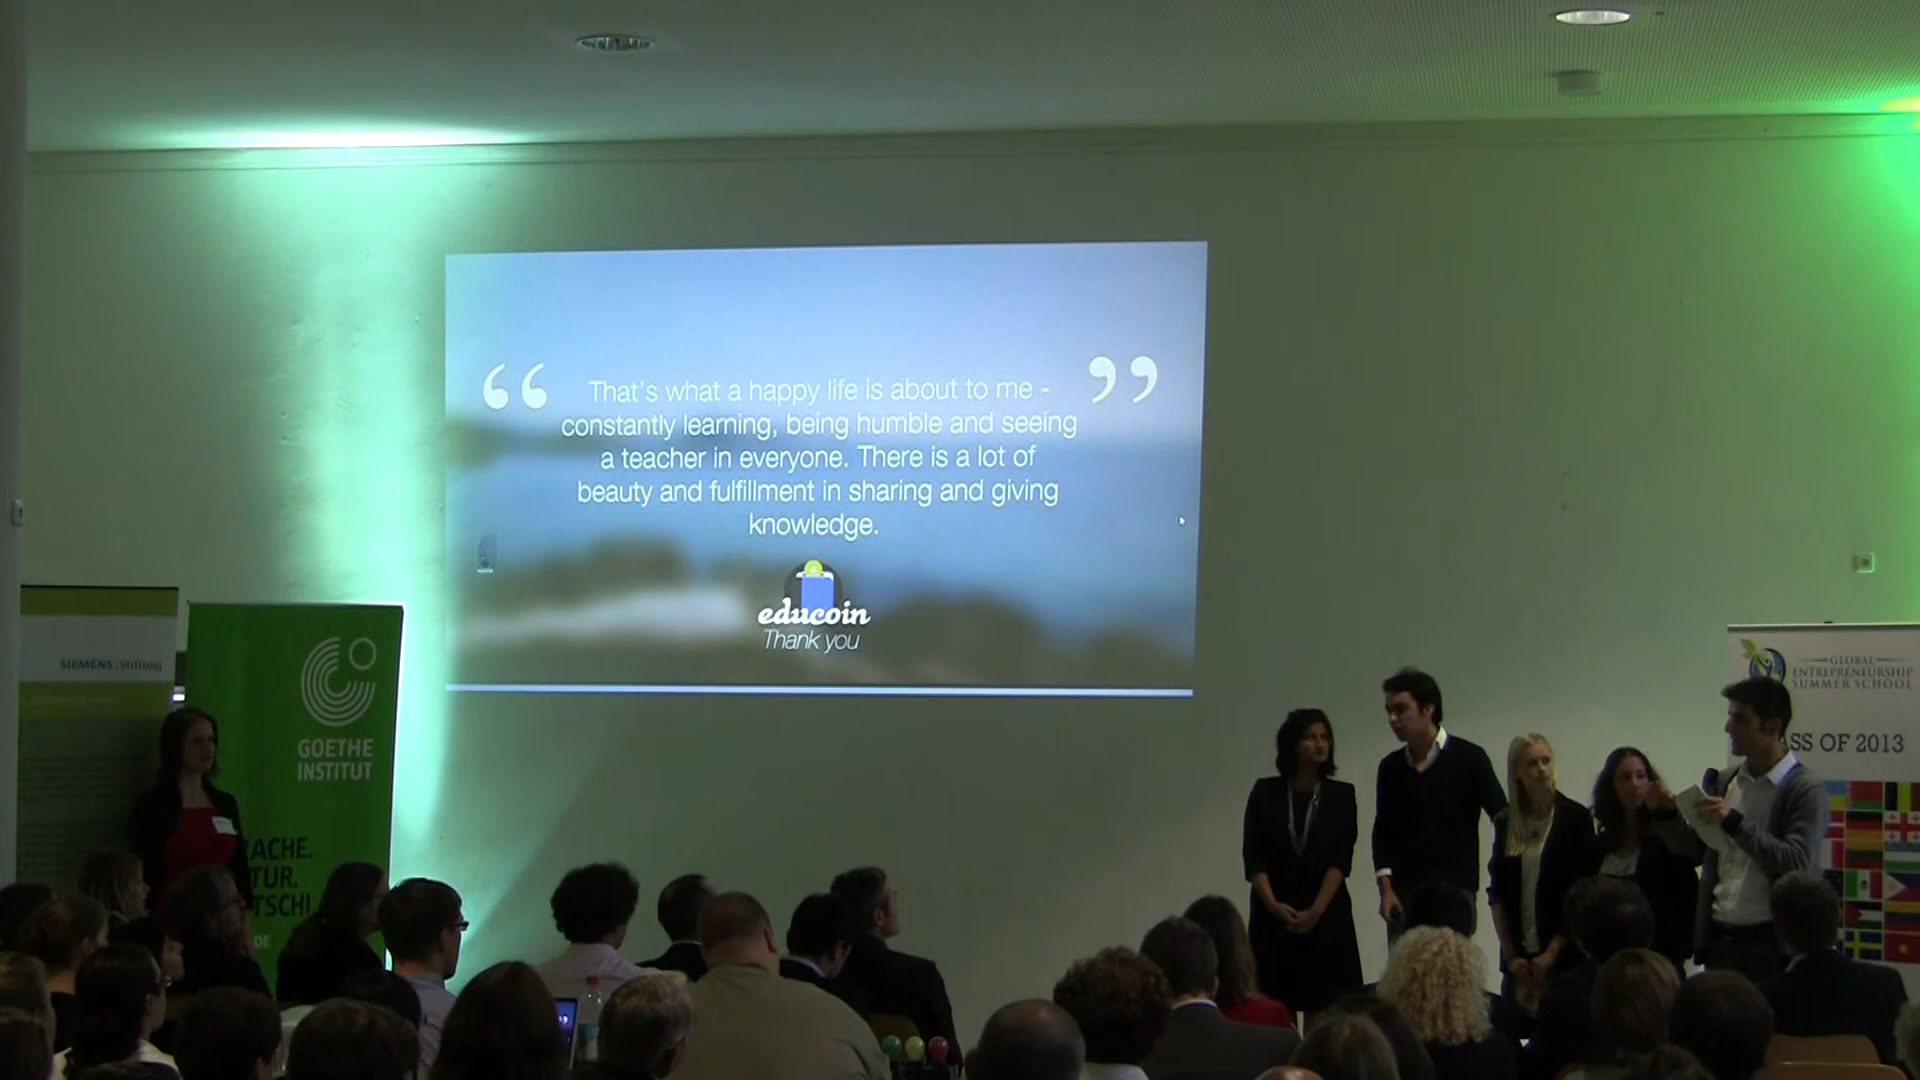 “ ”
That's what a happy life is about to me -
constantly learning, being humble and seeing
a teacher in everyone. There is a lot of
beauty and fulfillment in sharing and giving
knowledge.
educoin
Thank you
SIEMENS | Stiftung
GOETHE
INSTITUT
ACHE.
TUR.
TSCH
DE
GLOBAL
ENTREPRENEURSHIP
SUMMER SCHOOL
ASS OF 2013